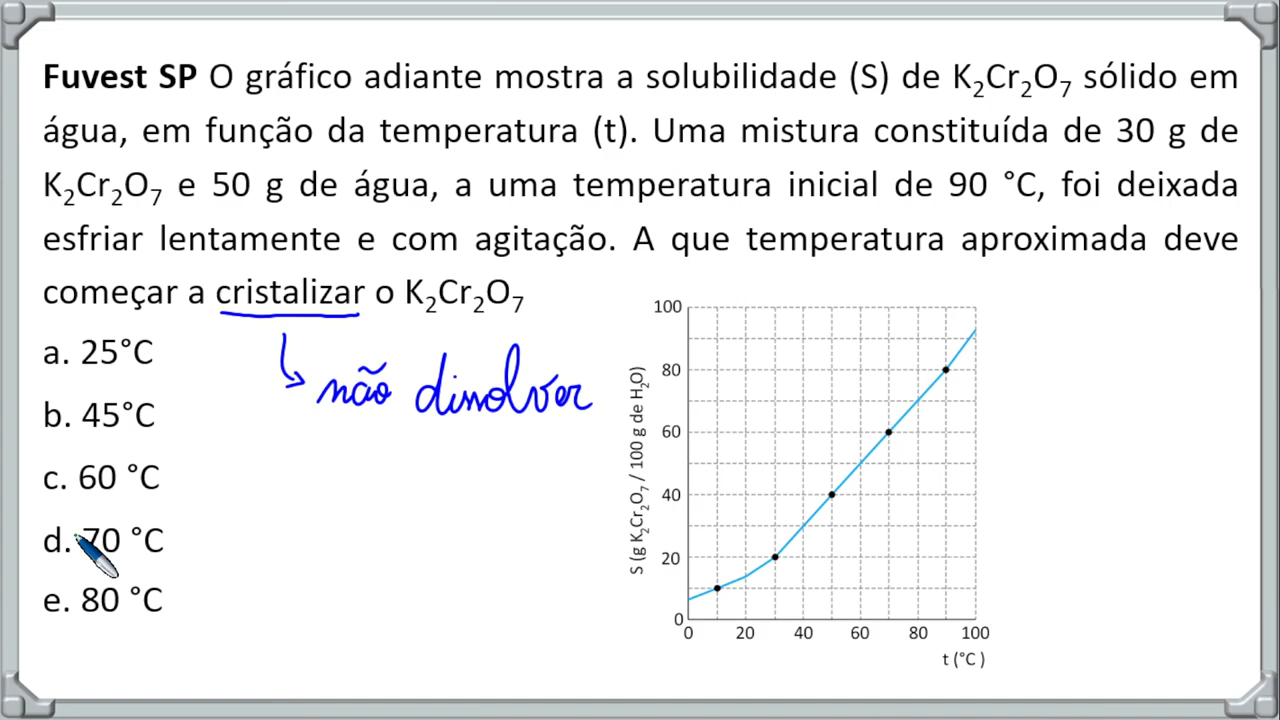 Fuvest SP O gráfico adiante mostra a solubilidade (S) de K₂Cr₂O₇ sólido em
água, em função da temperatura (t). Uma mistura constituída de 30 g de
K₂Cr₂O₇ e 50 g de água, a uma temperatura inicial de 90 °C, foi deixada
esfriar lentamente e com agitação. A que temperatura aproximada deve
começar a cristalizar o K₂Cr₂O₇
a. 25°C
não dissolver
b. 45°C
c. 60 °C
d. 70 °C
e. 80 °C
S (g K₂Cr₂O₇ / 100 g de H₂O)
100
80
60
40
20
0
0 20 40 60 80 100
t (°C )